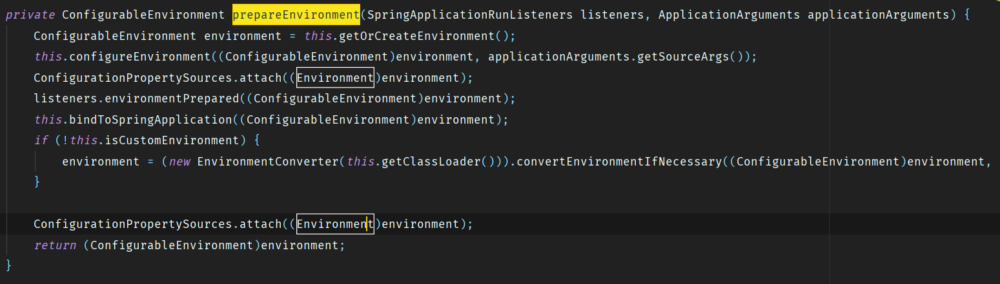 private ConfigurableEnvironment prepareEnvironment(SpringApplicationRunListeners listeners, ApplicationArguments applicationArguments) {
ConfigurableEnvironment environment = this.getOrCreateEnvironment();
this.configureEnvironment((ConfigurableEnvironment)environment, applicationArguments.getSourceArgs());
ConfigurationPropertySources.attach((Environment)environment);
listeners.environmentPrepared((ConfigurableEnvironment)environment);
this.bindToSpringApplication((ConfigurableEnvironment)environment);
if (!this.isCustomEnvironment) {
environment = (new EnvironmentConverter(this.getClassLoader())).convertEnvironmentIfNecessary((ConfigurableEnvironment)environment,
}
ConfigurationPropertySources.attach((Environment)environment);
return (ConfigurableEnvironment)environment;
}